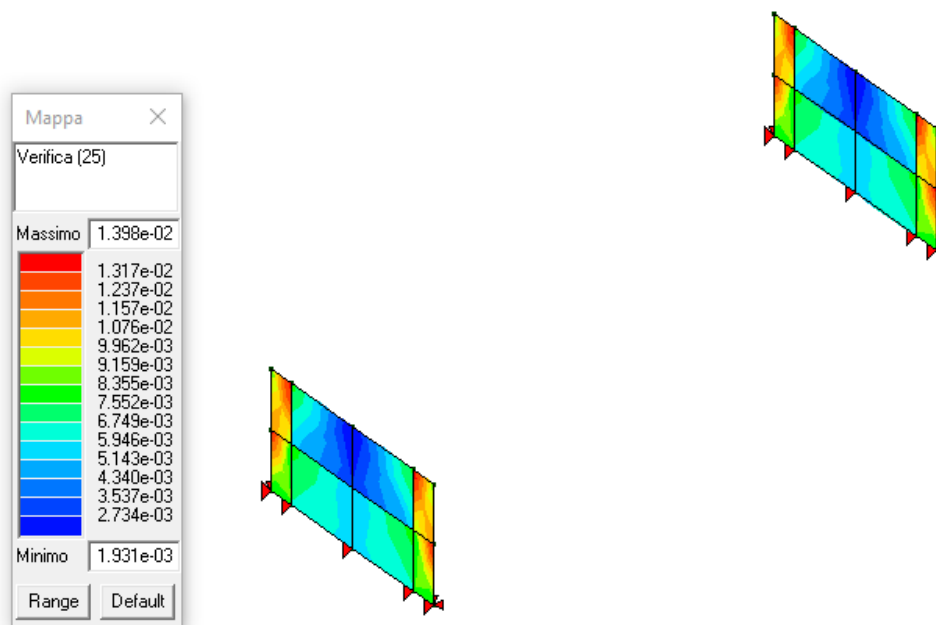 Mappa
Verifica (25)
Massimo 1.398e-02
1.317e-02
1.237e-02
1.157e-02
1.076e-02
9.962e-03
9.159e-03
8.355e-03
7.552e-03
6.749e-03
5.946e-03
5.143e-03
4.340e-03
3.537e-03
2.734e-03
Minimo 1.931e-03
Range Default